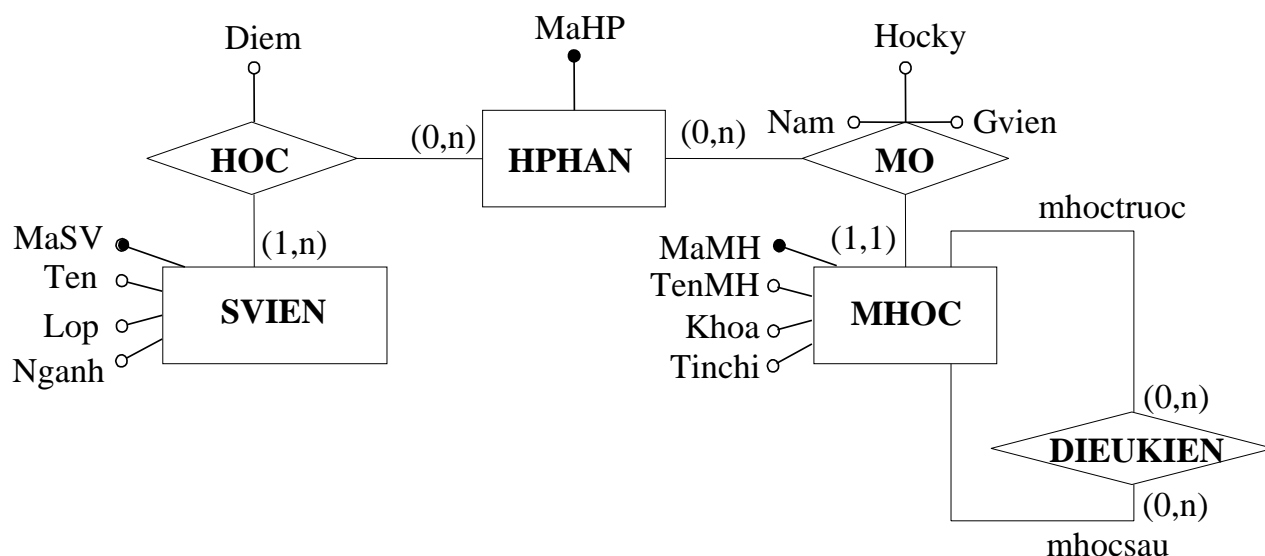 Diem
MaHP
Hocky
Nam
Gvien
(0,n)
(0,n)
HOC
HPHAN
MO
mhoctruoc
MaSV
(1,n)
MaMH
(1,1)
Ten
TenMH
SVIEN
MHOC
Lop
Khoa
Nganh
Tinchi
(0,n)
DIEUKIEN
(0,n)
mhocsau